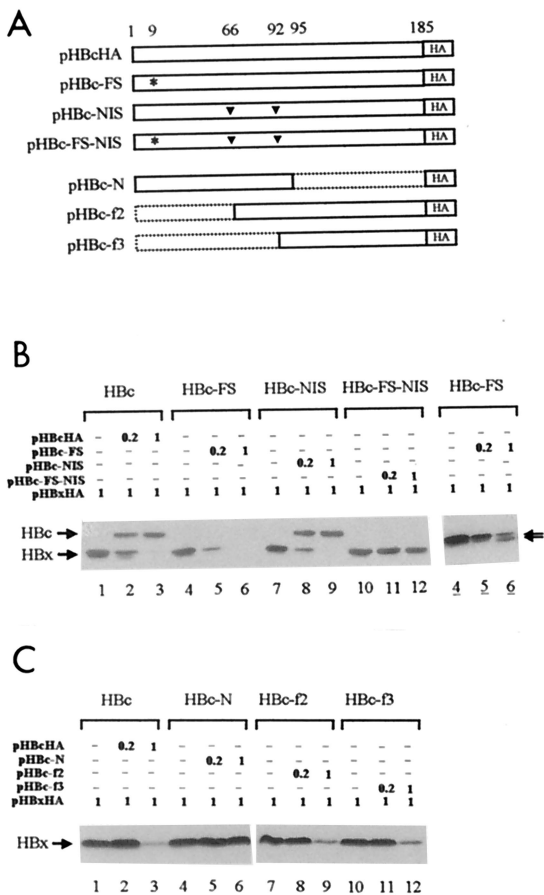 A
1 9 66 92 95 185
pHBcHA HA
pHBc-FS * HA
pHBc-NIS ▼ ▼ HA
pHBc-FS-NIS * ▼ ▼ HA
pHBc-N HA
pHBc-f2 HA
pHBc-f3 HA
B
HBc HBc-FS HBc-NIS HBc-FS-NIS HBc-FS
pHBcHA – 0.2 1 – – – – – – – – – – – –
pHBc-FS – – – – 0.2 1 – – – – – – – 0.2 1
pHBc-NIS – – – – – – – 0.2 1 – – – – – –
pHBc-FS-NIS – – – – – – – – – – 0.2 1 – – –
pHBxHA 1 1 1 1 1 1 1 1 1 1 1 1 1 1 1
HBc
HBx
1 2 3 4 5 6 7 8 9 10 11 12 4 5 6
C
HBc HBc-N HBc-f2 HBc-f3
pHBcHA – 0.2 1 – – – – – – – – –
pHBc-N – – – – 0.2 1 – – – – – –
pHBc-f2 – – – – – – – 0.2 1 – – –
pHBc-f3 – – – – – – – – – – 0.2 1
pHBxHA 1 1 1 1 1 1 1 1 1 1 1 1
HBx
1 2 3 4 5 6 7 8 9 10 11 12